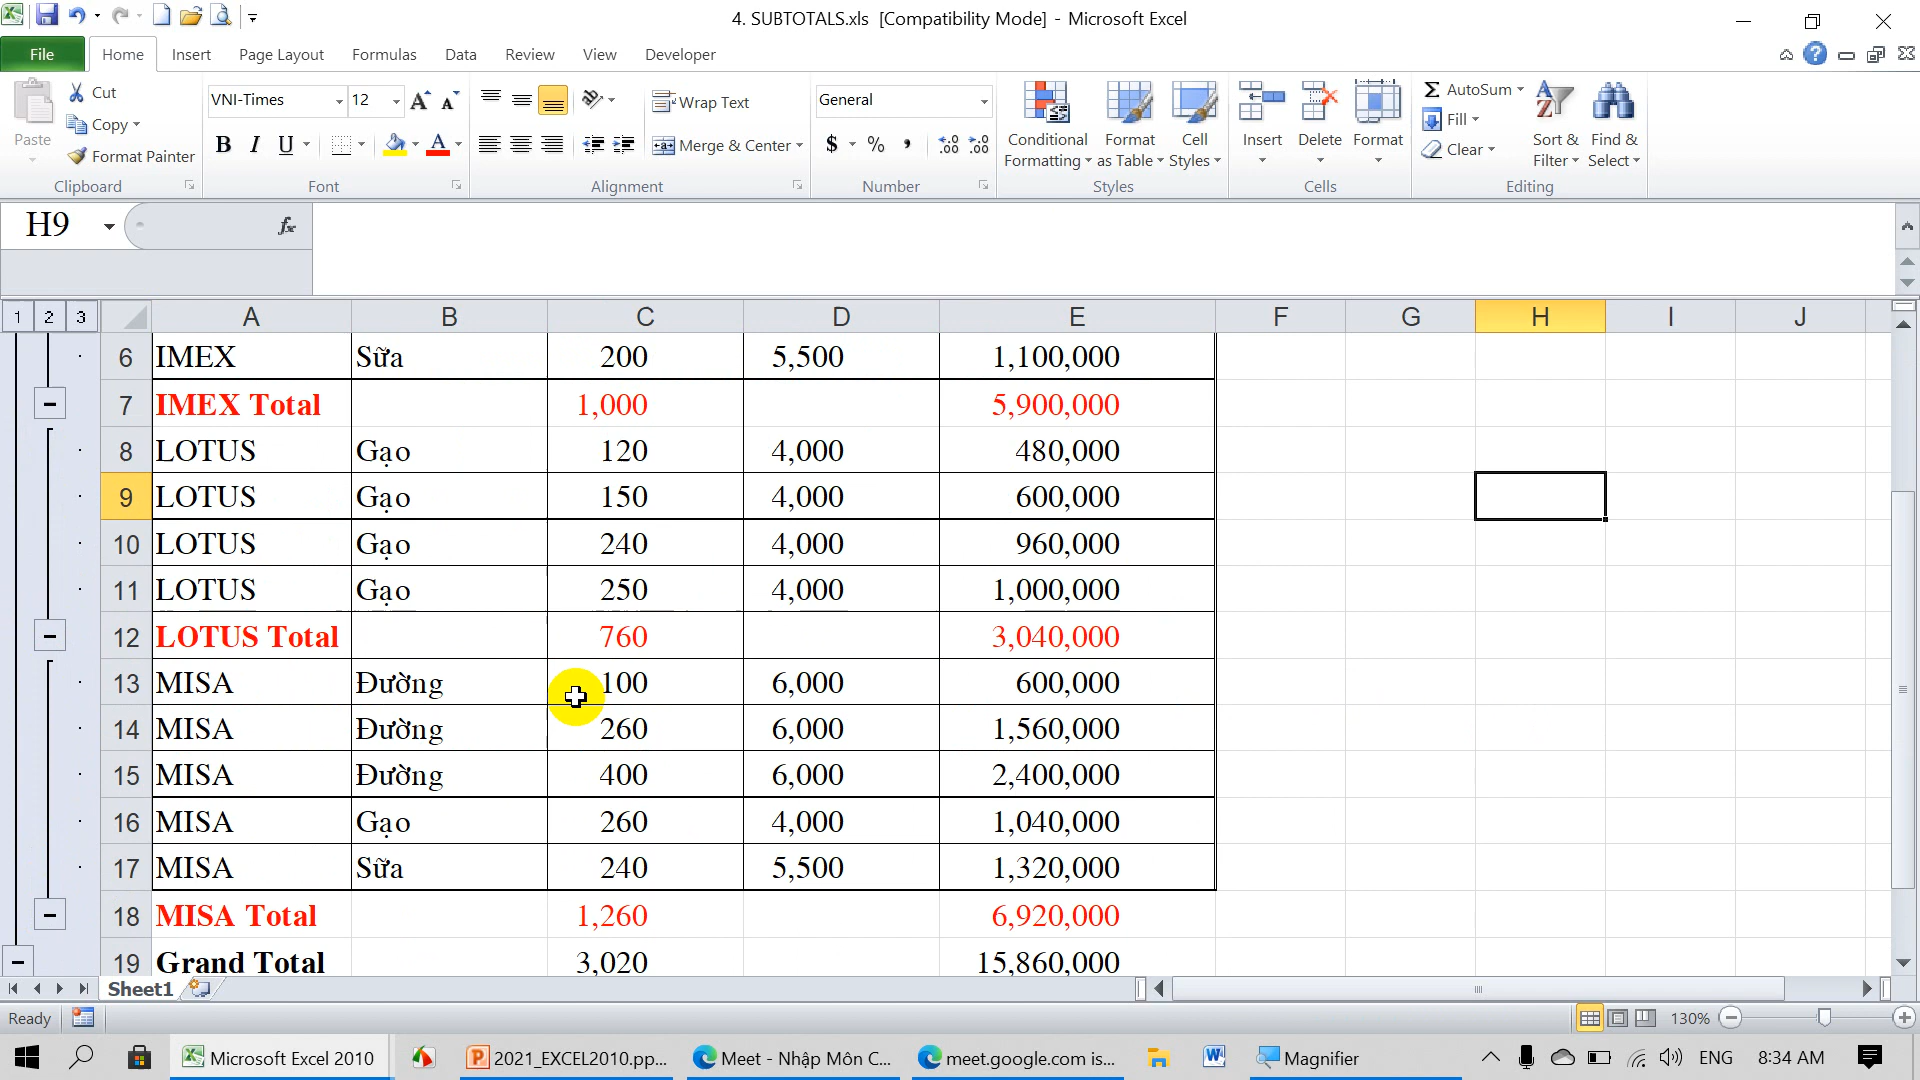 4. SUBTOTALS.xls [Compatibility Mode] - Microsoft Excel
File Home Insert Page Layout Formulas Data Review View Developer
Paste
Cut
Copy
Format Painter
Clipboard
VNI-Times 12
B I U
Font
Wrap Text
Merge & Center
Alignment
General
$ % ,
Number
Conditional Formatting
Format as Table
Cell Styles
Styles
Insert
Delete
Format
Cells
AutoSum
Fill
Clear
Sort & Filter
Find & Select
Editing
H9 fx
1 2 3 A B C D E F G H I J
6 IMEX Sữa 200 5,500 1,100,000
7 IMEX Total 1,000 5,900,000
8 LOTUS Gạo 120 4,000 480,000
9 LOTUS Gạo 150 4,000 600,000
10 LOTUS Gạo 240 4,000 960,000
11 LOTUS Gạo 250 4,000 1,000,000
12 LOTUS Total 760 3,040,000
13 MISA Đường 100 6,000 600,000
14 MISA Đường 260 6,000 1,560,000
15 MISA Đường 400 6,000 2,400,000
16 MISA Gạo 260 4,000 1,040,000
17 MISA Sữa 240 5,500 1,320,000
18 MISA Total 1,260 6,920,000
19 Grand Total 3,020 15,860,000
Sheet1
Ready 130%
Microsoft Excel 2010 2021_EXCEL2010.pp... Meet - Nhập Môn C... meet.google.com is... Magnifier ENG 8:34 AM